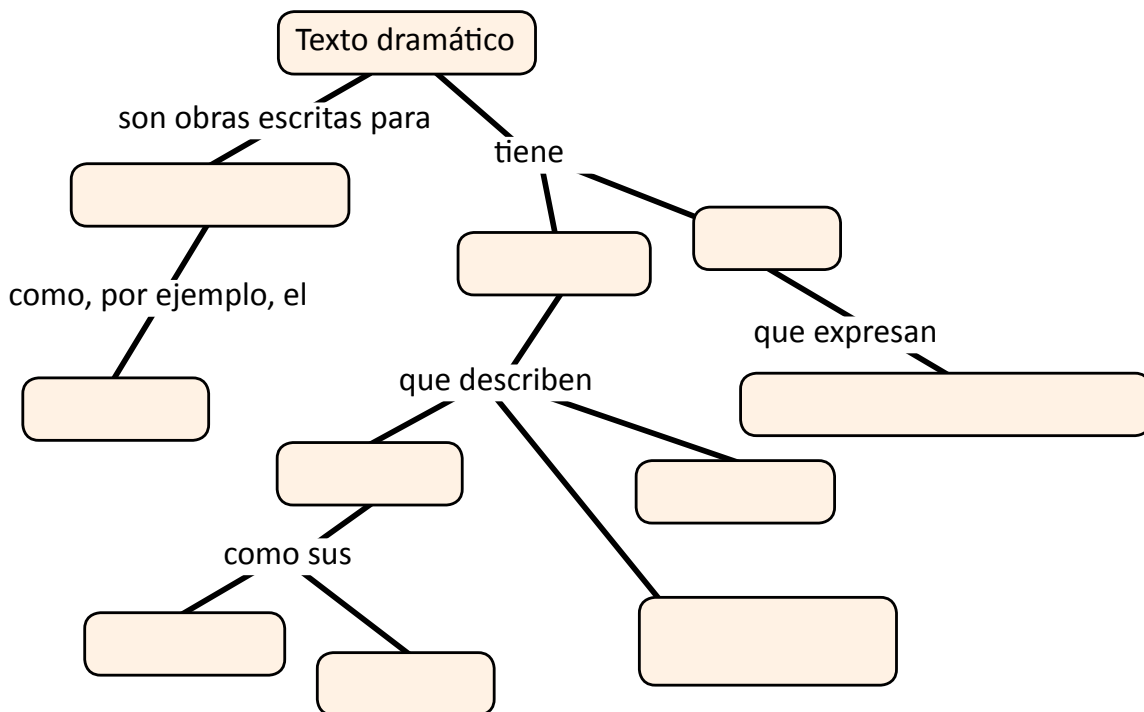 Texto dramático
son obras escritas para
tiene
como, por ejemplo, el
que expresan
que describen
como sus